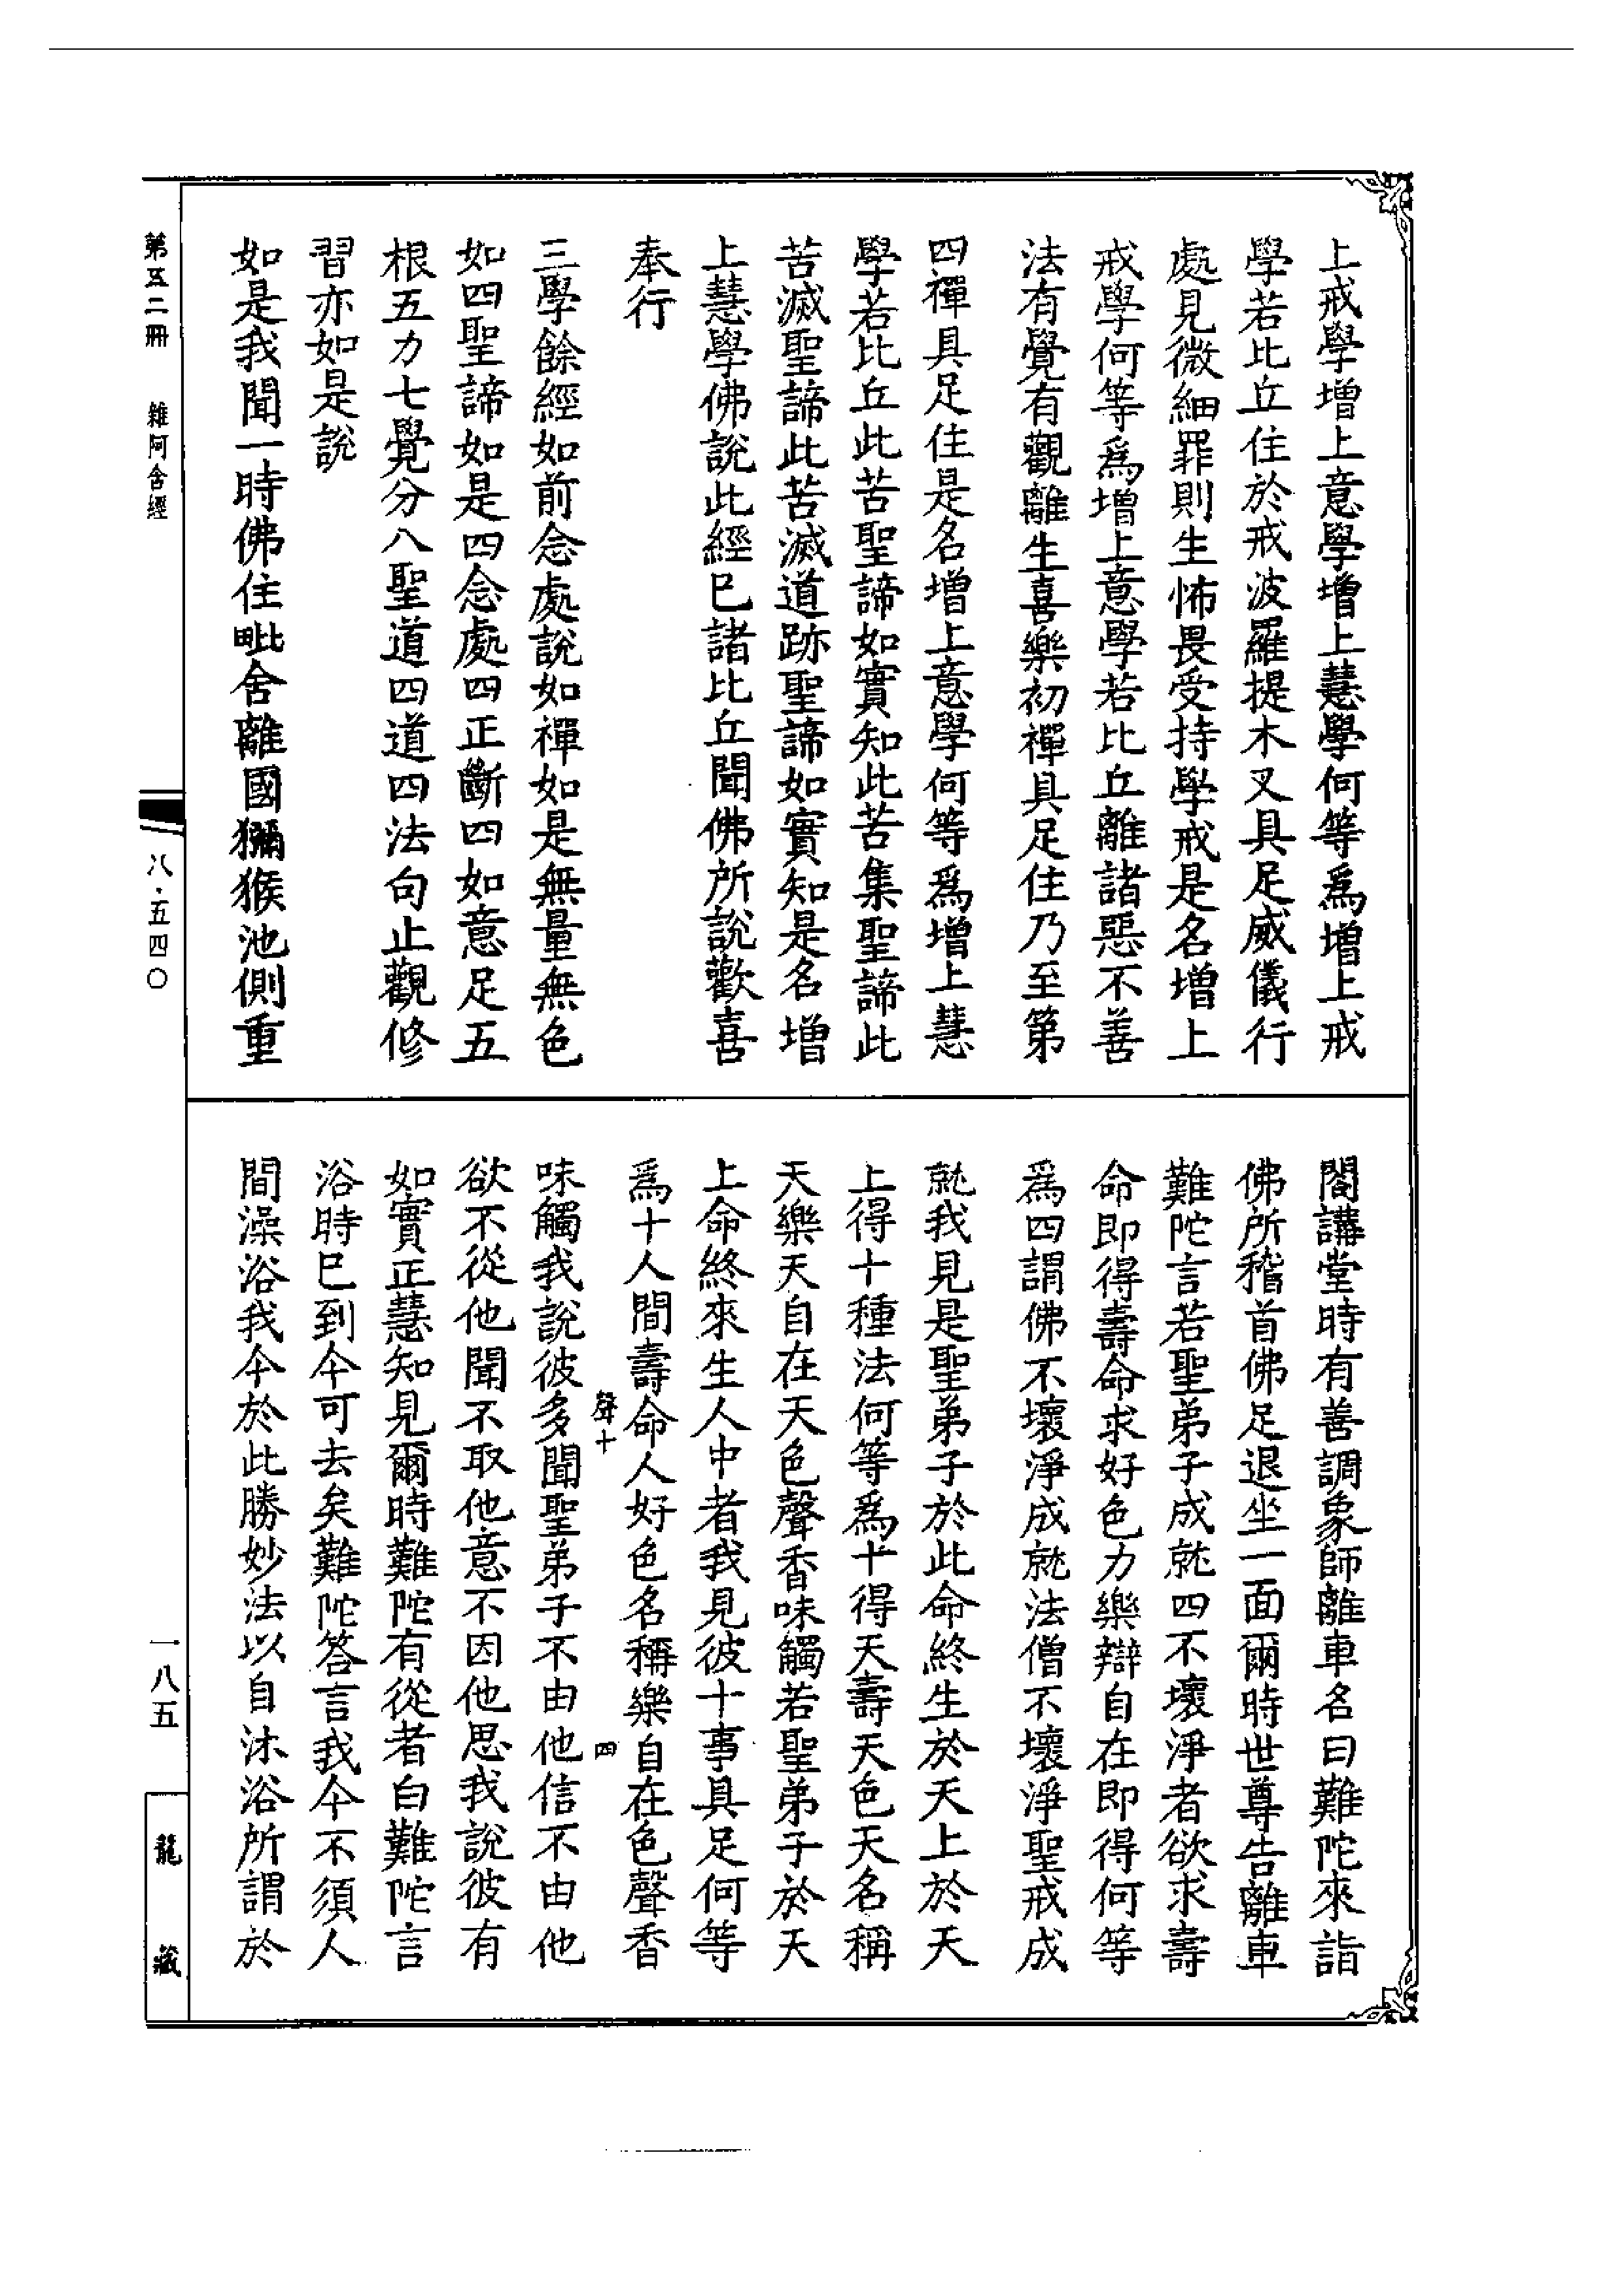 上戒學增上意學增上慧學何等爲增上戒
學若比丘住於戒波羅提木叉具足威儀行
處見微細罪則生怖畏受持學戒是名增上
戒學何等爲增上意學若比丘離諸惡不善
法有覺有觀離生喜樂初禪具足住乃至第
四禪具足住是名增上意學何等爲增上慧
學若比丘此苦聖諦如實知此苦集聖諦此
苦滅聖諦此苦滅道跡聖諦如實知是名增
上慧學佛說此經已諸比丘聞佛所說歡喜
奉行
三學餘經如前念處說如禪如是無量無色
如四聖諦如是四念處四正斷四如意足五
根五力七覺分八聖道四道四法句止觀修
習亦如是說
如是我聞一時佛住毗舍離國獼猴池側重
閣講堂時有善調象師離車名曰難陀來詣
佛所稽首佛足退坐一面爾時世尊告離車
難陀言若聖弟子成就四不壞淨者欲求壽
命即得壽命求好色力樂辯自在即得何等
爲四謂佛不壞淨成就法僧不壞淨聖戒成
就我見是聖弟子於此命終生於天上於天
上得十種法何等爲十得天壽天色天名稱
天樂天自在天色聲香味觸若聖弟子於天
上命終來生人中者我見彼十事具足何等
爲十人間壽命人好色名稱樂自在色聲香
聲十 四
味觸我說彼多聞聖弟子不由他信不由他
欲不從他聞不取他意不因他思我說彼有
如實正慧知見爾時難陀有從者白難陀言
浴時已到今可去矣難陀答言我今不須人
間澡浴我今於此勝妙法以自沐浴所謂於
第五二冊 雜阿含經
八·五四〇
一八五
龍藏